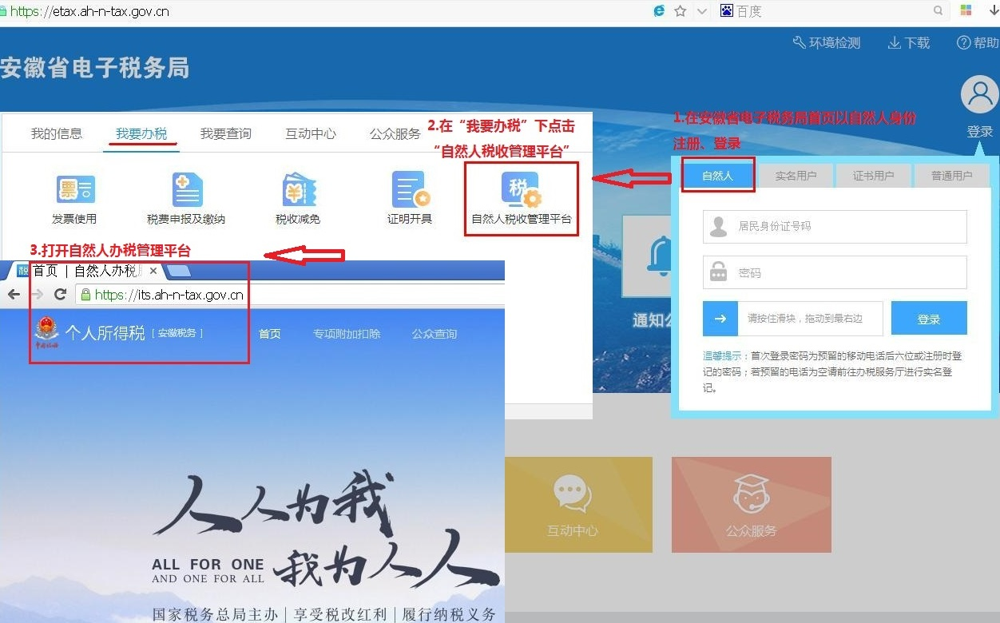 https://etax.ah-n-tax.gov.cn
百度
环境检测
下载
帮助
安徽省电子税务局
登录
1.在安徽省电子税务局首页以自然人身份
注册、登录
我的信息
我要办税
我要查询
互动中心
公众服务
2.在“我要办税”下点击
“自然人税收管理平台”
发票使用
税费申报及缴纳
税收减免
证明开具
税
自然人税收管理平台
自然人
实名用户
证书用户
普通用户
居民身份证号码
密码
请按住滑块，拖动到最右边
登录
温馨提示：首次登录密码为预留的移动电话后六位或注册时登
记的密码；若预留的电话为空请前往办税服务厅进行实名登
记。
通知公
3.打开自然人办税管理平台
税 首页 | 自然人办税
https://its.ah-n-tax.gov.cn
中国税务
个人所得税 [ 安徽税务 ]
首页
专项附加扣除
公众查询
人人为我
ALL FOR ONE
AND ONE FOR ALL
我为人人
国家税务总局主办 | 享受税改红利 | 履行纳税义务
互动中心
公众服务